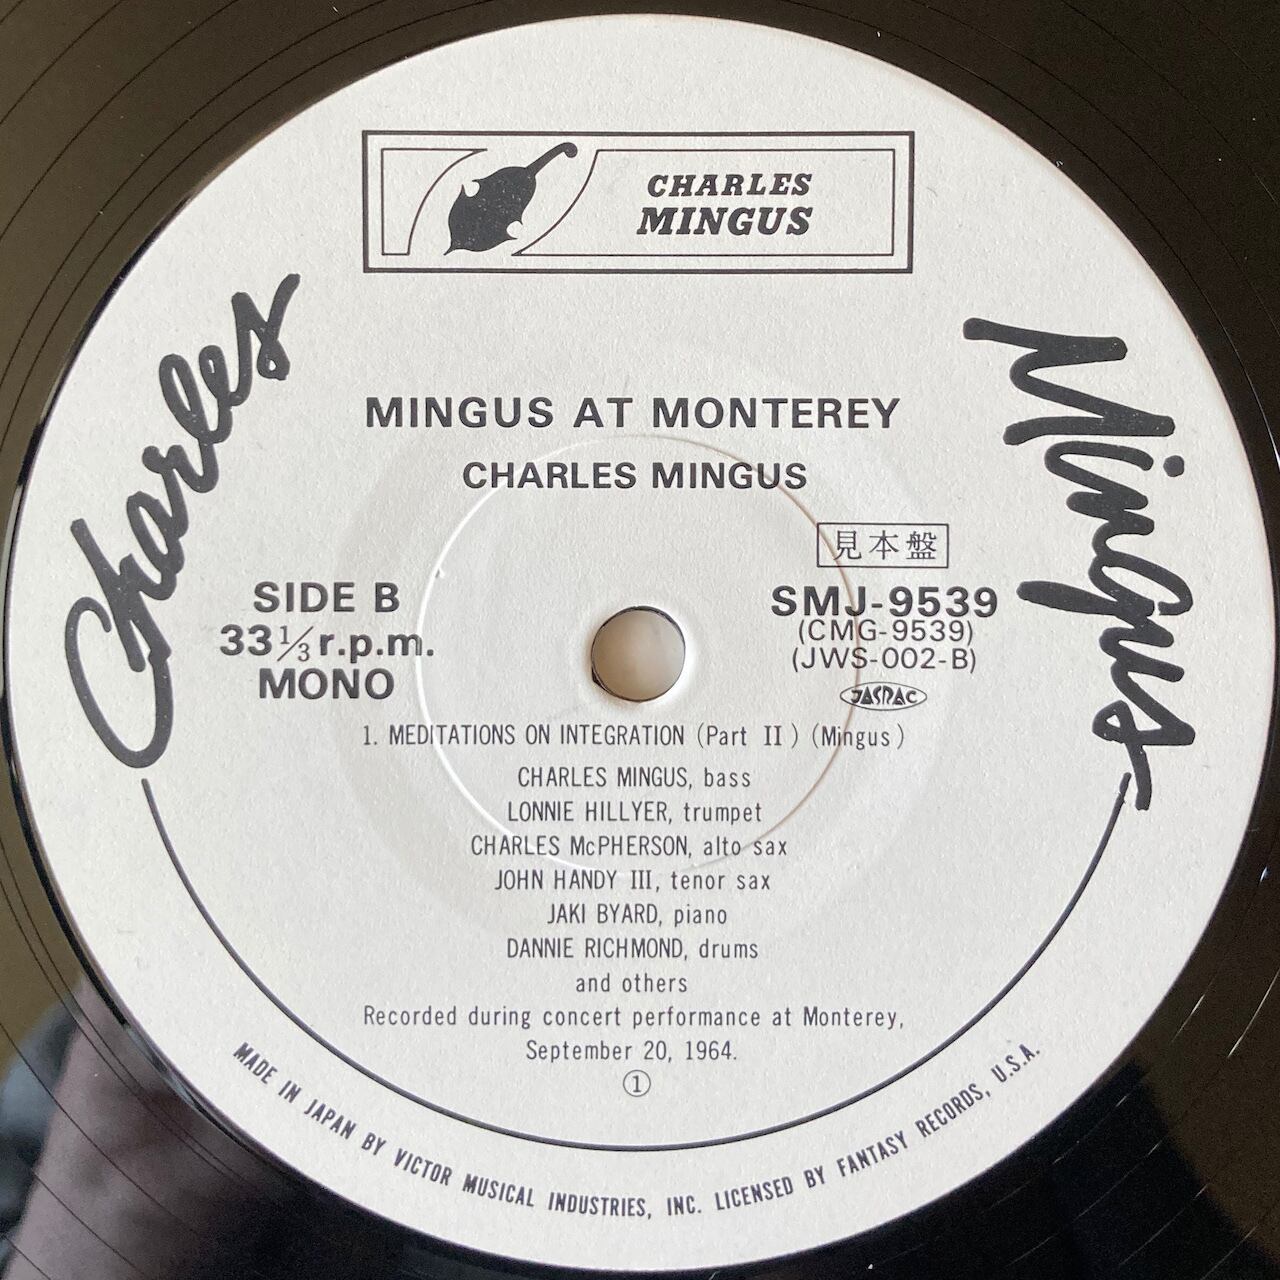 CHARLES
MINGUS
Charles
Mingus
MINGUS AT MONTEREY
CHARLES MINGUS
見本盤
SIDE B
33 1/3 r.p.m.
MONO
SMJ-9539
(CMG-9539)
(JWS-002-B)
JASRAC
1. MEDITATIONS ON INTEGRATION (Part II) (Mingus)
CHARLES MINGUS, bass
LONNIE HILLYER, trumpet
CHARLES McPHERSON, alto sax
JOHN HANDY III, tenor sax
JAKI BYARD, piano
DANNIE RICHMOND, drums
and others
Recorded during concert performance at Monterey,
September 20, 1964.
①
MADE IN JAPAN BY VICTOR MUSICAL INDUSTRIES, INC. LICENSED BY FANTASY RECORDS, U.S.A.